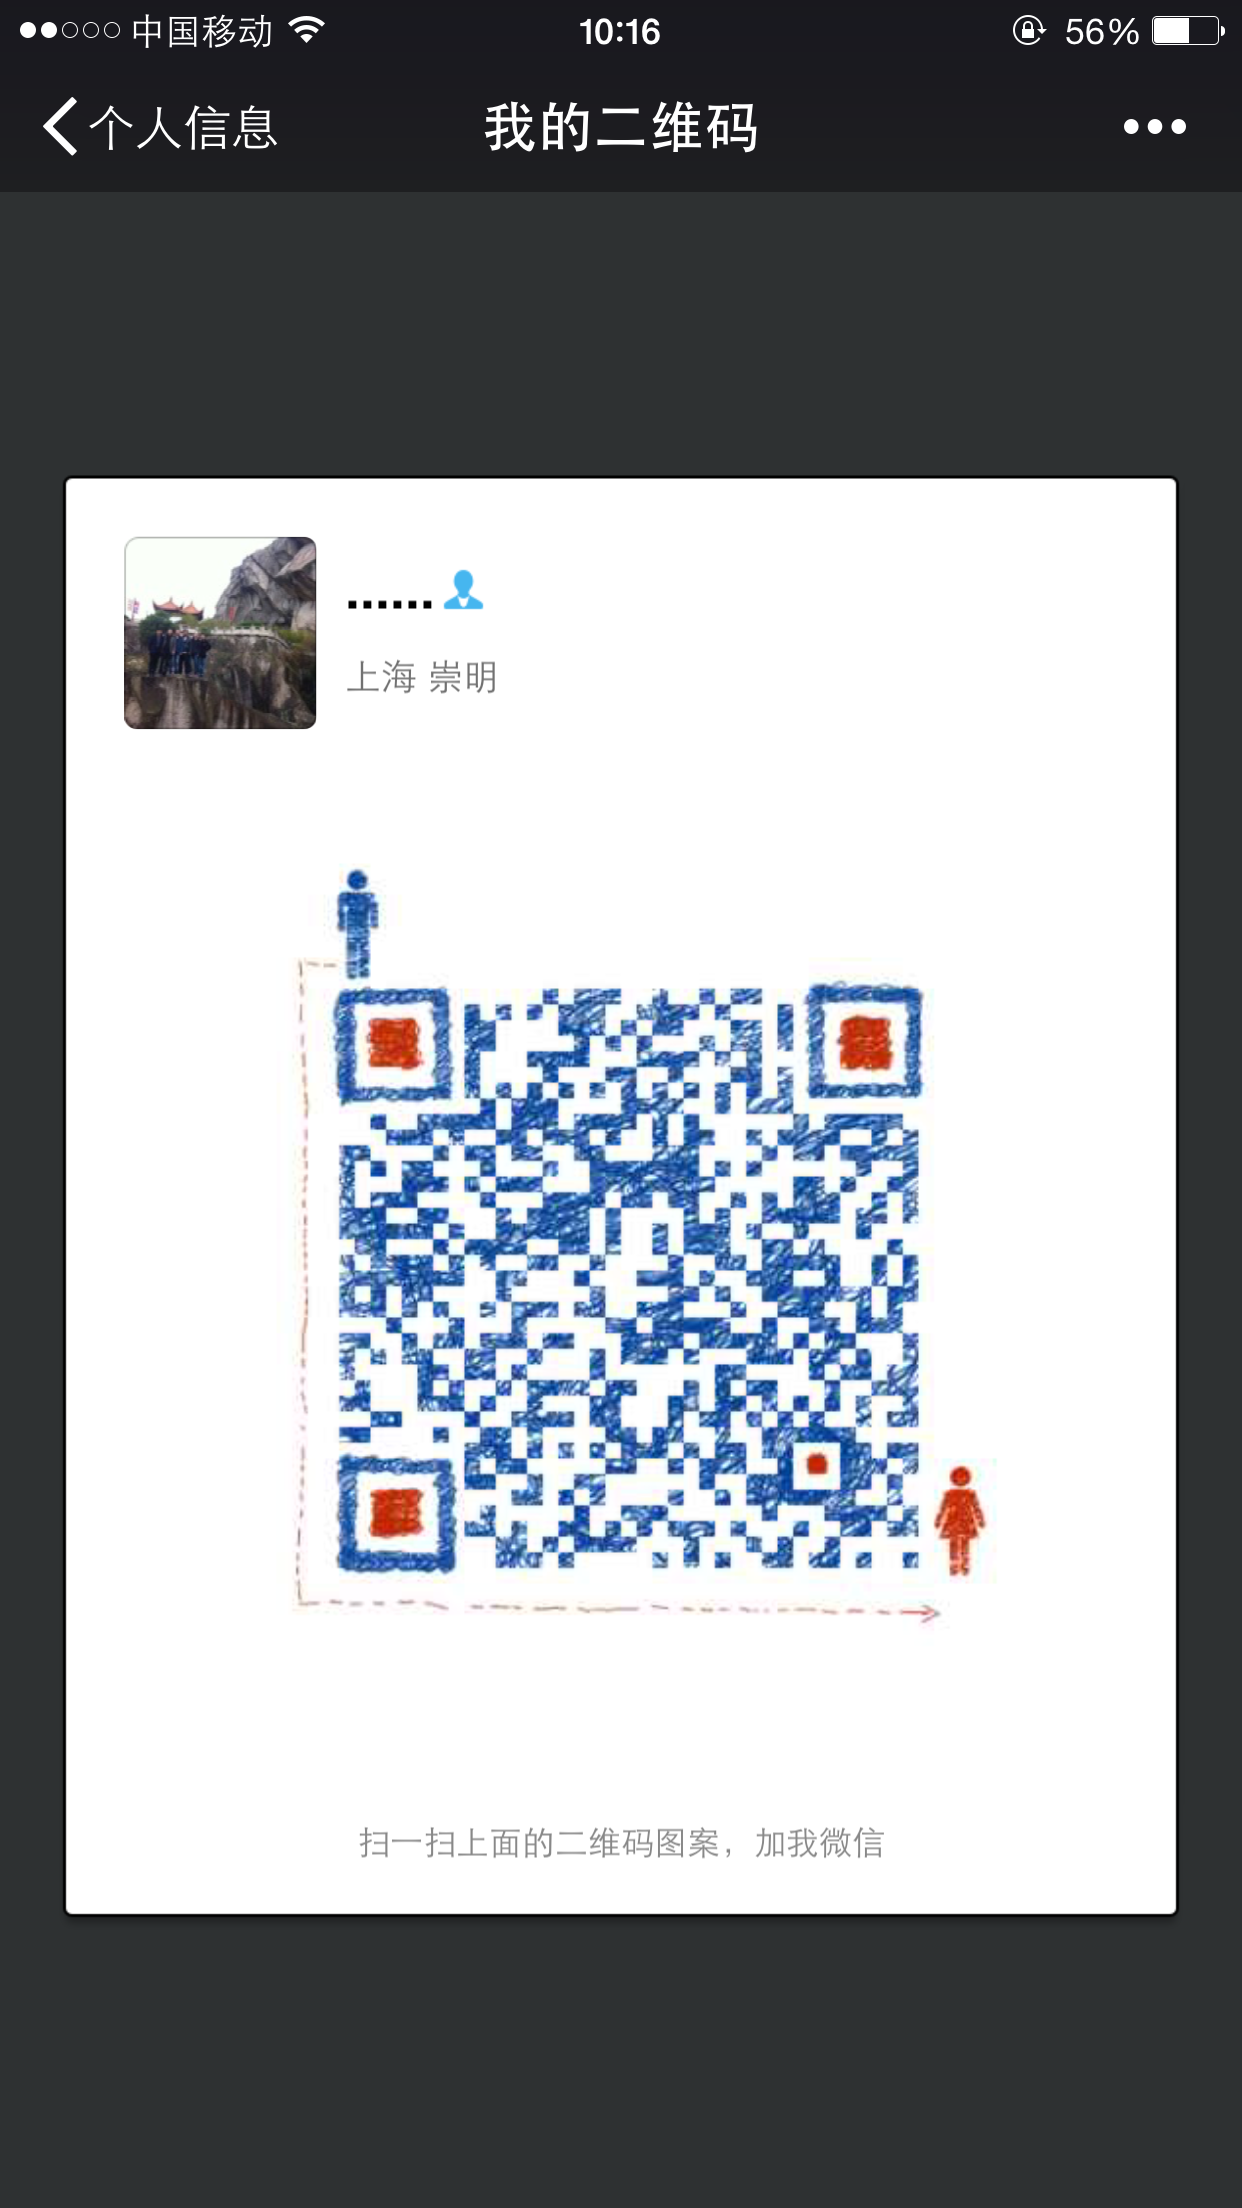 中国移动 10:16 56%
个人信息 我的二维码
......
上海 崇明
扫一扫上面的二维码图案，加我微信